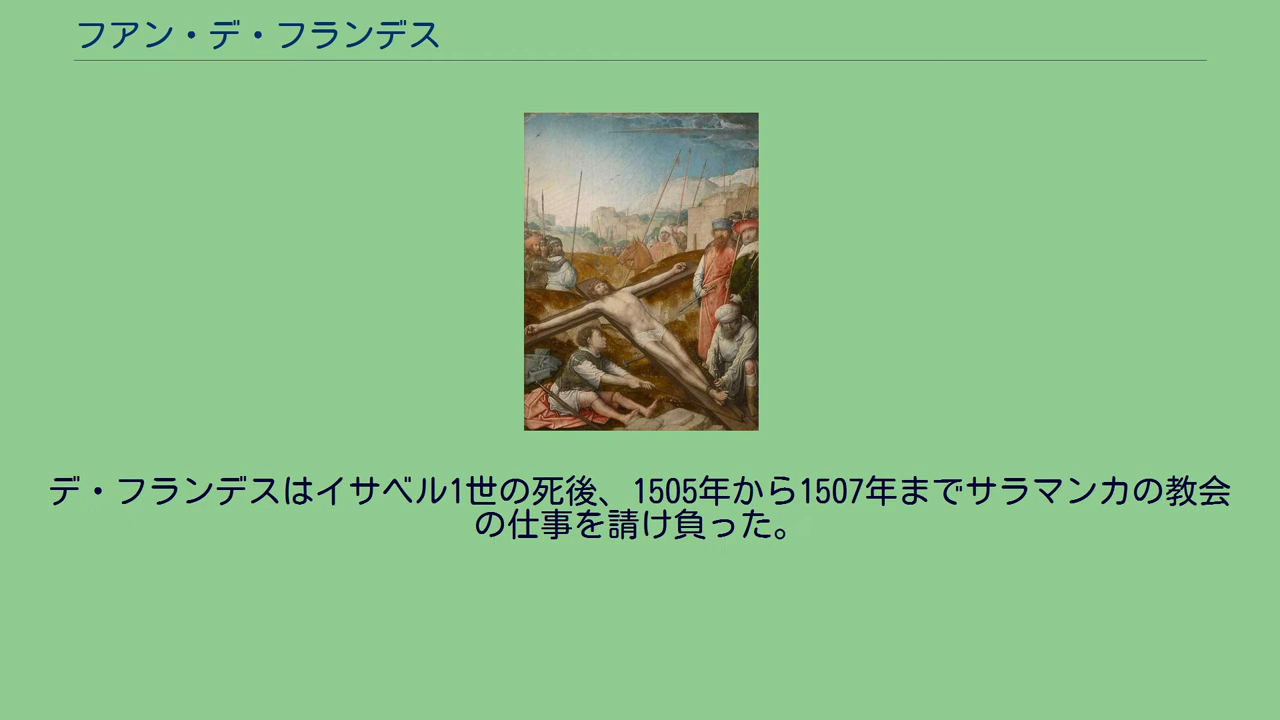 フアン・デ・フランデス
デ・フランデスはイサベル1世の死後、1505年から1507年までサラマンカの教会
の仕事を請け負った。